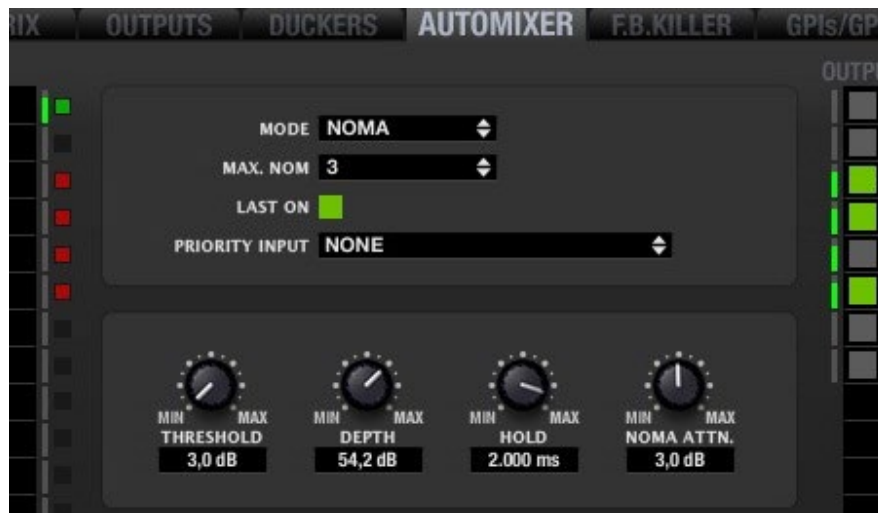 RIX OUTPUTS DUCKERS AUTOMIXER F.B.KILLER GPIs/GP
OUTPU
MODE NOMA
MAX. NOM 3
LAST ON
PRIORITY INPUT NONE
MIN MAX MIN MAX MIN MAX MIN MAX
THRESHOLD DEPTH HOLD NOMA ATTN.
3,0 dB 54,2 dB 2.000 ms 3,0 dB